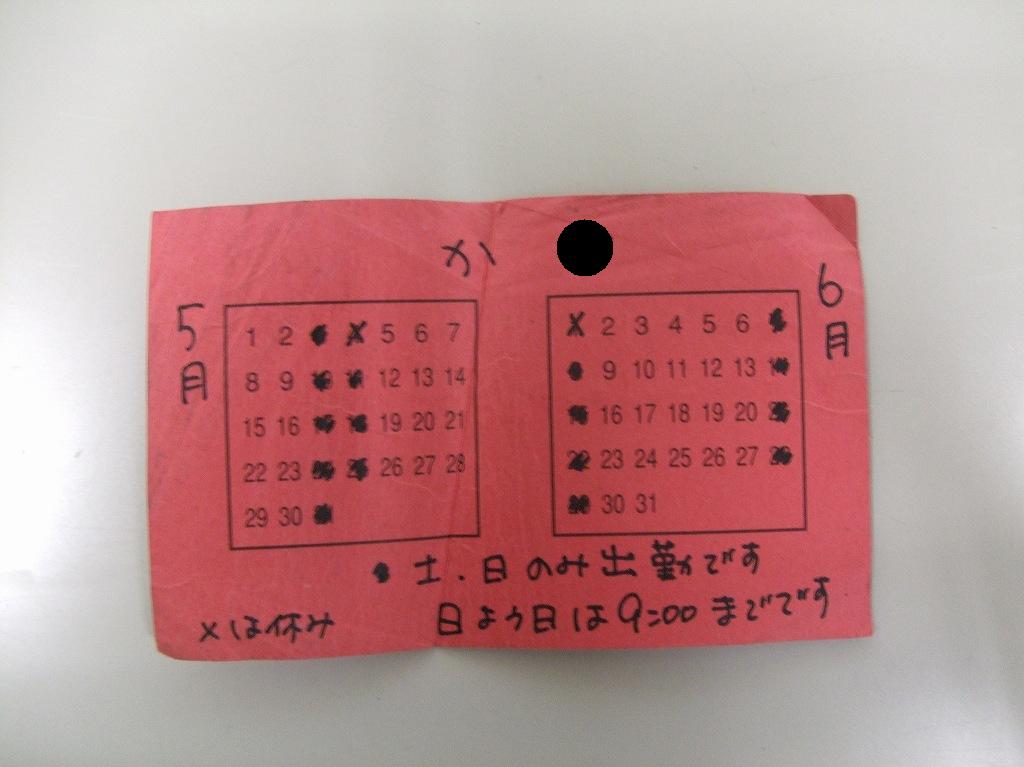 か
5月
1 2 5 6 7
8 9 12 13 14
15 16 19 20 21
22 23 26 27 28
29 30
6月
2 3 4 5 6
9 10 11 12 13
16 17 18 19 20
23 24 25 26 27
30 31
● 土.日のみ出勤です
日よう日は9:00までです
×は休み